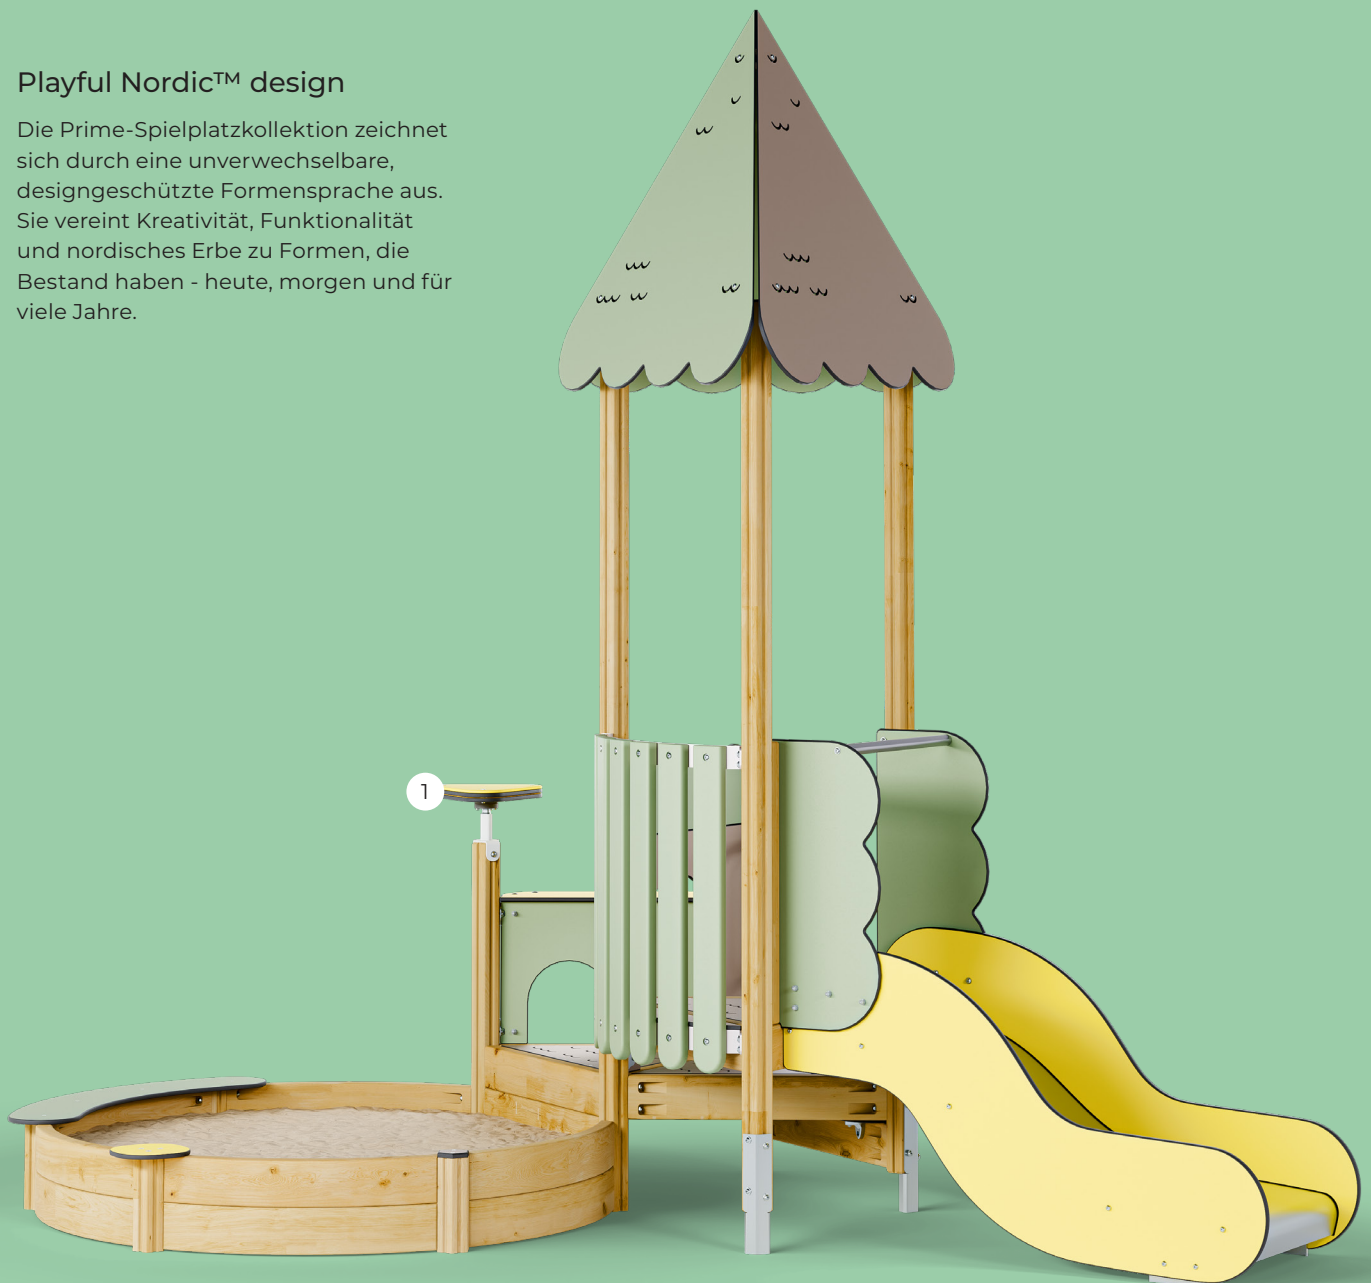 Playful Nordic™ design
Die Prime-Spielplatzkollektion zeichnet
sich durch eine unverwechselbare,
designgeschützte Formensprache aus.
Sie vereint Kreativität, Funktionalität
und nordisches Erbe zu Formen, die
Bestand haben - heute, morgen und für
viele Jahre.
1